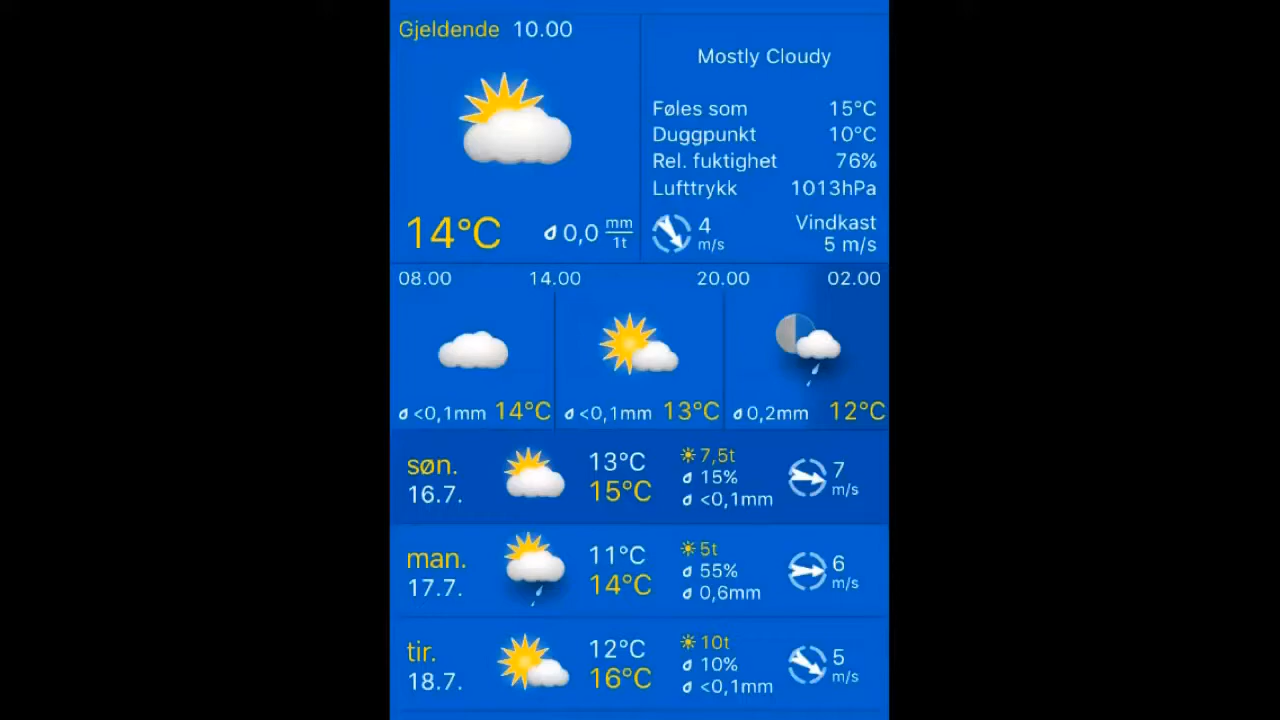 Gjeldende 10.00
14°C 0,0 mm/1t
Mostly Cloudy
Føles som 15°C
Duggpunkt 10°C
Rel. fuktighet 76%
Lufttrykk 1013hPa
4 m/s
Vindkast
5 m/s
08.00 14.00 20.00 02.00
<0,1mm 14°C <0,1mm 13°C 0,2mm 12°C
søn.
16.7.
13°C
15°C
7,5t
15%
<0,1mm
7
m/s
man.
17.7.
11°C
14°C
5t
55%
0,6mm
6
m/s
tir.
18.7.
12°C
16°C
10t
10%
<0,1mm
5
m/s